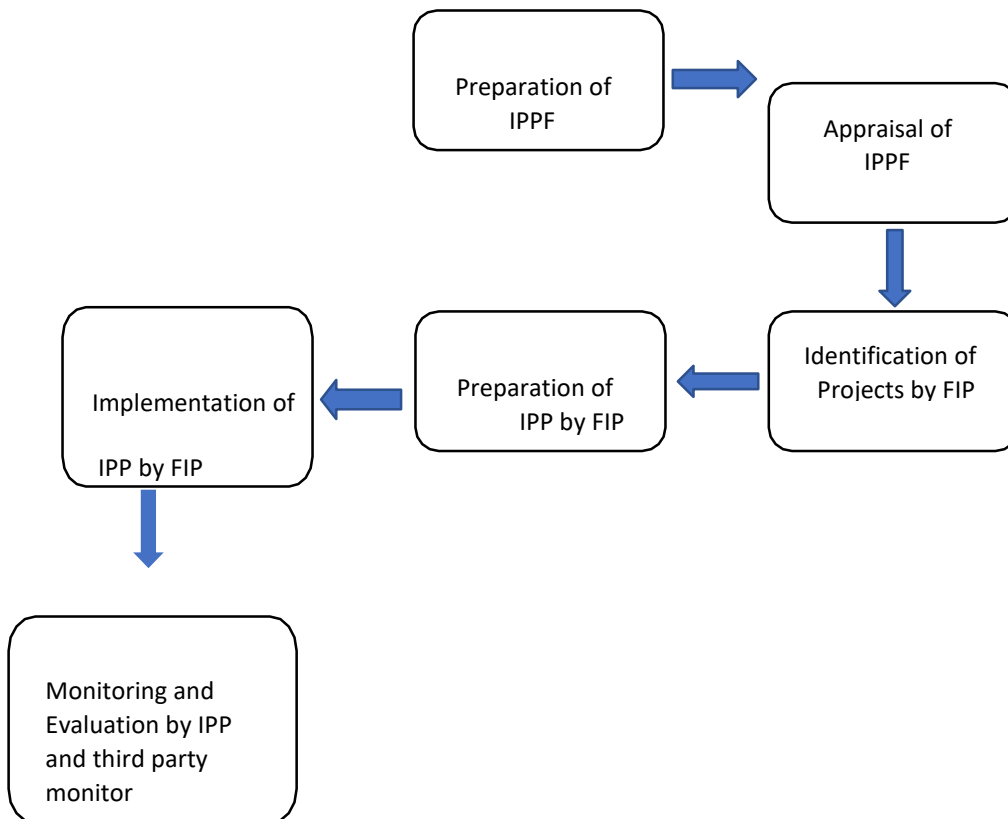 Preparation of
IPPF
Appraisal of
IPPF
Identification of
Projects by FIP
Preparation of
IPP by FIP
Implementation of
IPP by FIP
Monitoring and
Evaluation by IPP
and third party
monitor